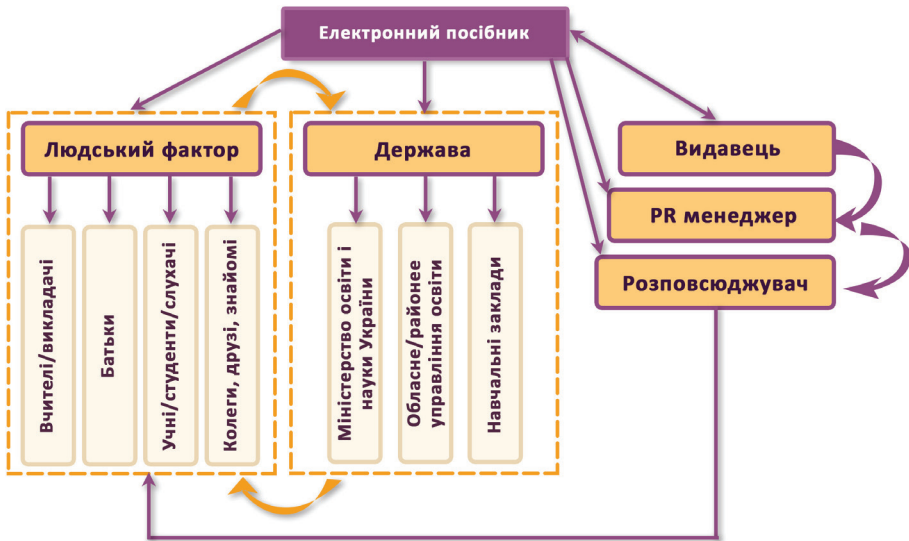 Електронний посібник
Людський фактор
Держава
Видавець
PR менеджер
Розповсюджувач
Вчителі/викладачі
Батьки
Учні/студенти/слухачі
Колеги, друзі, знайомі
Міністерство освіти і
науки України
Обласне/районее
управління освіти
Навчальні заклади